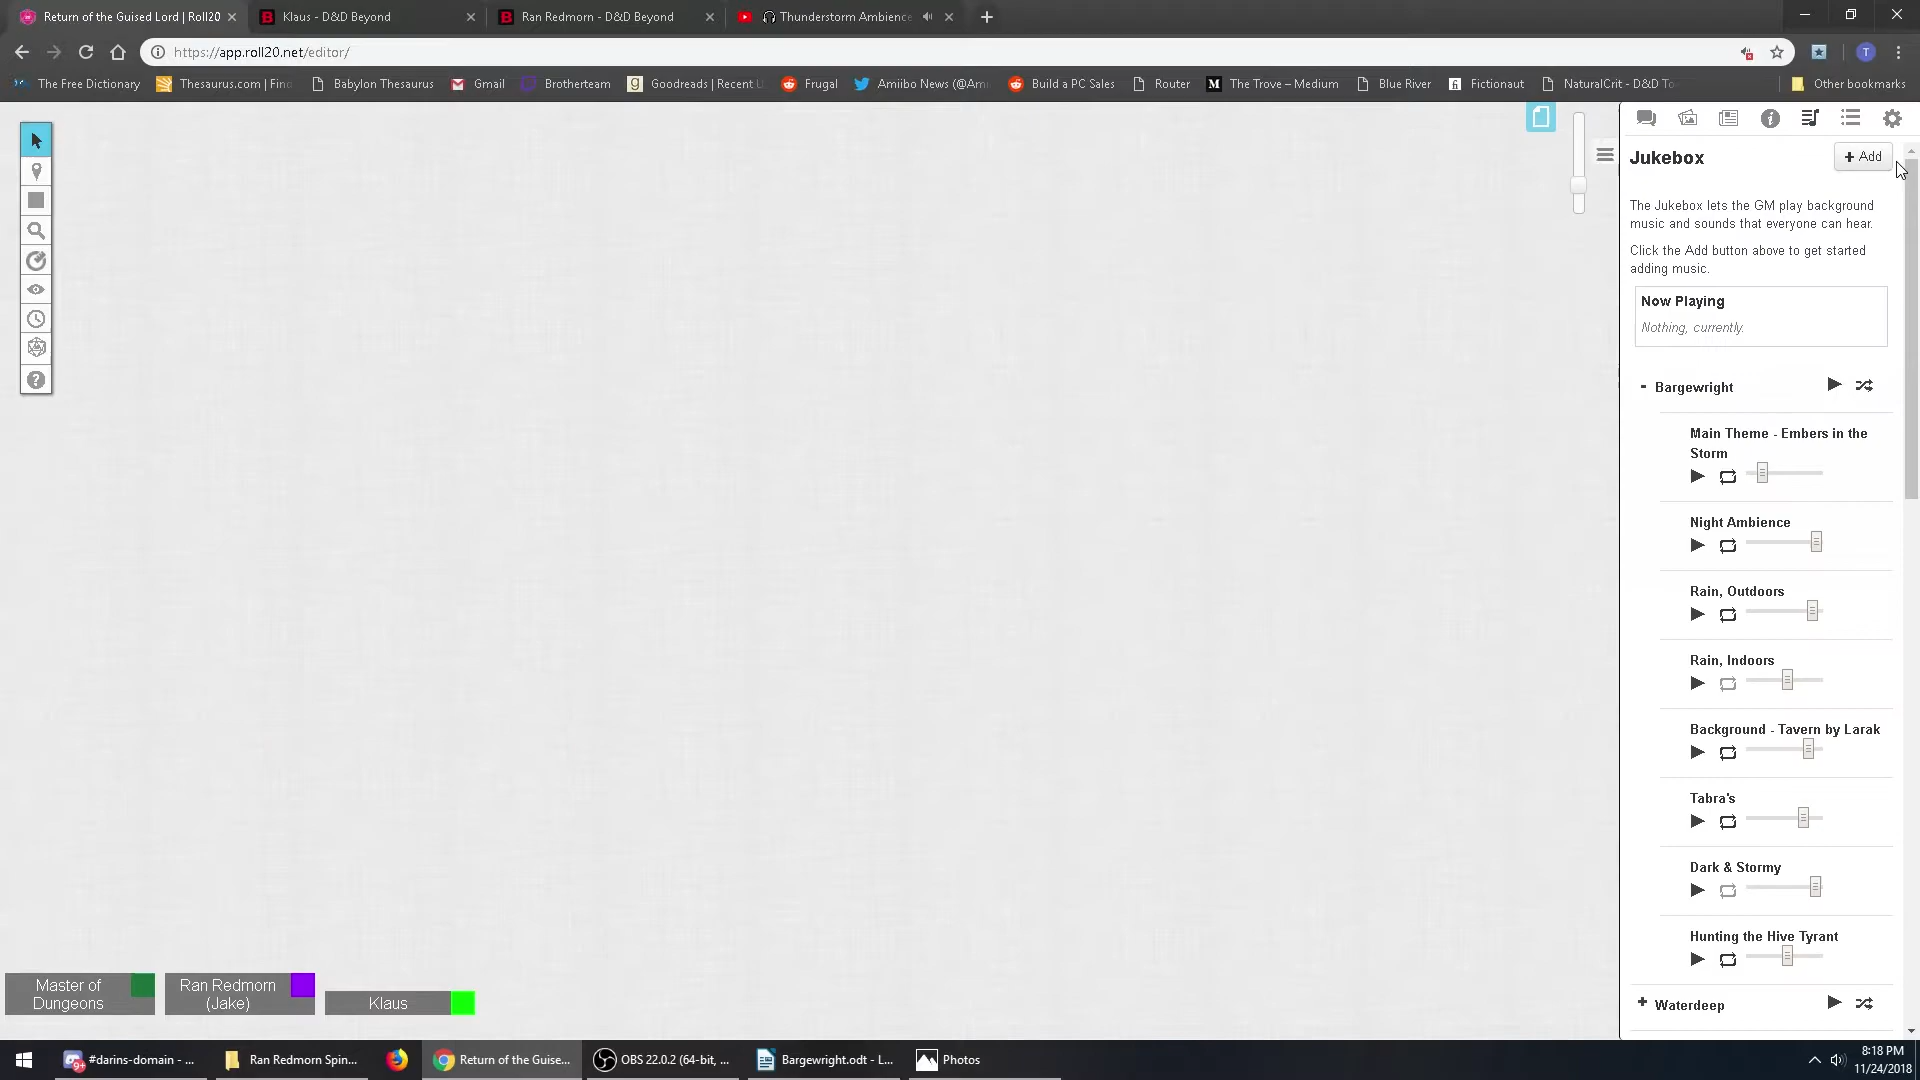 Return of the Guised Lord | Roll20
Klaus - D&D Beyond
Ran Redmorn - D&D Beyond
Thunderstorm Ambience
https://app.roll20.net/editor/
T
The Free Dictionary
Thesaurus.com | Find
Babylon Thesaurus
Gmail
Brotherteam
Goodreads | Recent U
Frugal
Amiibo News (@Ami
Build a PC Sales
Router
The Trove – Medium
Blue River
Fictionaut
NaturalCrit - D&D To
Other bookmarks
Jukebox
+ Add
The Jukebox lets the GM play background
music and sounds that everyone can hear.
Click the Add button above to get started
adding music.
Now Playing
Nothing, currently.
- Bargewright
Main Theme - Embers in the
Storm
Night Ambience
Rain, Outdoors
Rain, Indoors
Background - Tavern by Larak
Tabra's
Dark & Stormy
Hunting the Hive Tyrant
+ Waterdeep
Master of
Dungeons
Ran Redmorn
(Jake)
Klaus
9+
#darins-domain - ...
Ran Redmorn Spin...
Return of the Guise...
OBS 22.0.2 (64-bit, ...
Bargewright.odt - L...
Photos
8:18 PM
11/24/2018